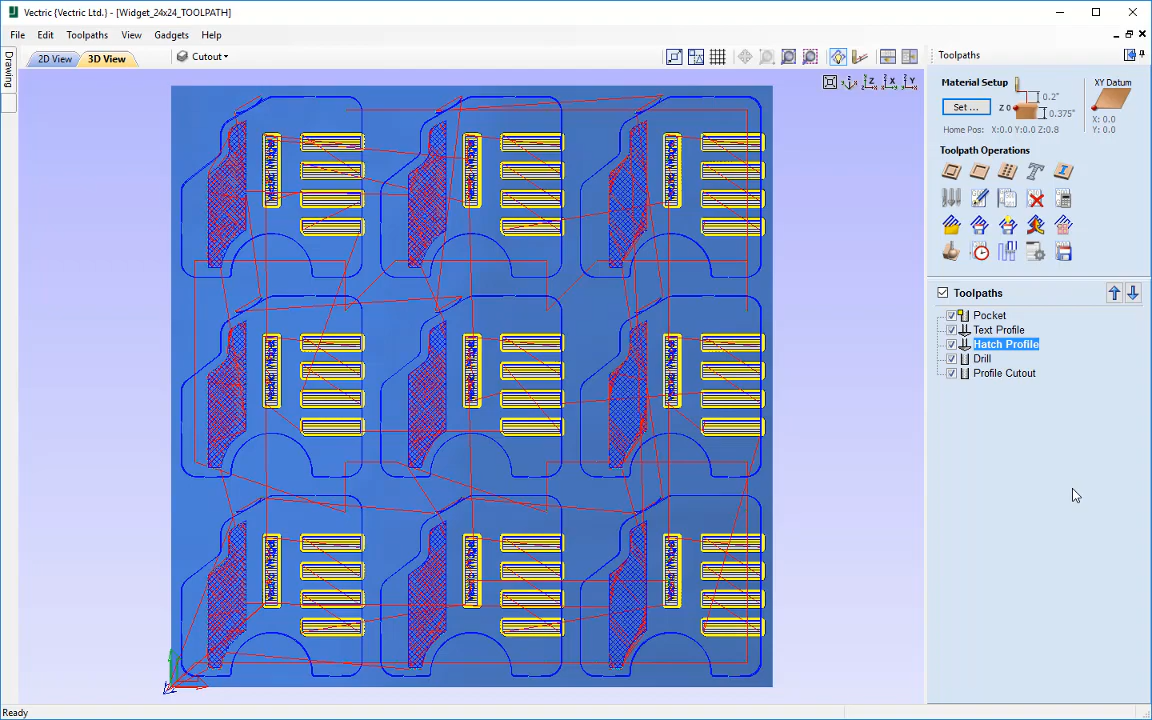 Vectric {Vectric Ltd.} - [Widget_24x24_TOOLPATH]
File Edit Toolpaths View Gadgets Help
2D View 3D View Cutout
Drawing
Toolpaths
Material Setup
Set ...
Z 0
0.2"
0.375"
Home Pos: X:0.0 Y:0.0 Z:0.8
XY Datum
X: 0.0
Y: 0.0
Toolpath Operations
Toolpaths
Pocket
Text Profile
Hatch Profile
Drill
Profile Cutout
Ready